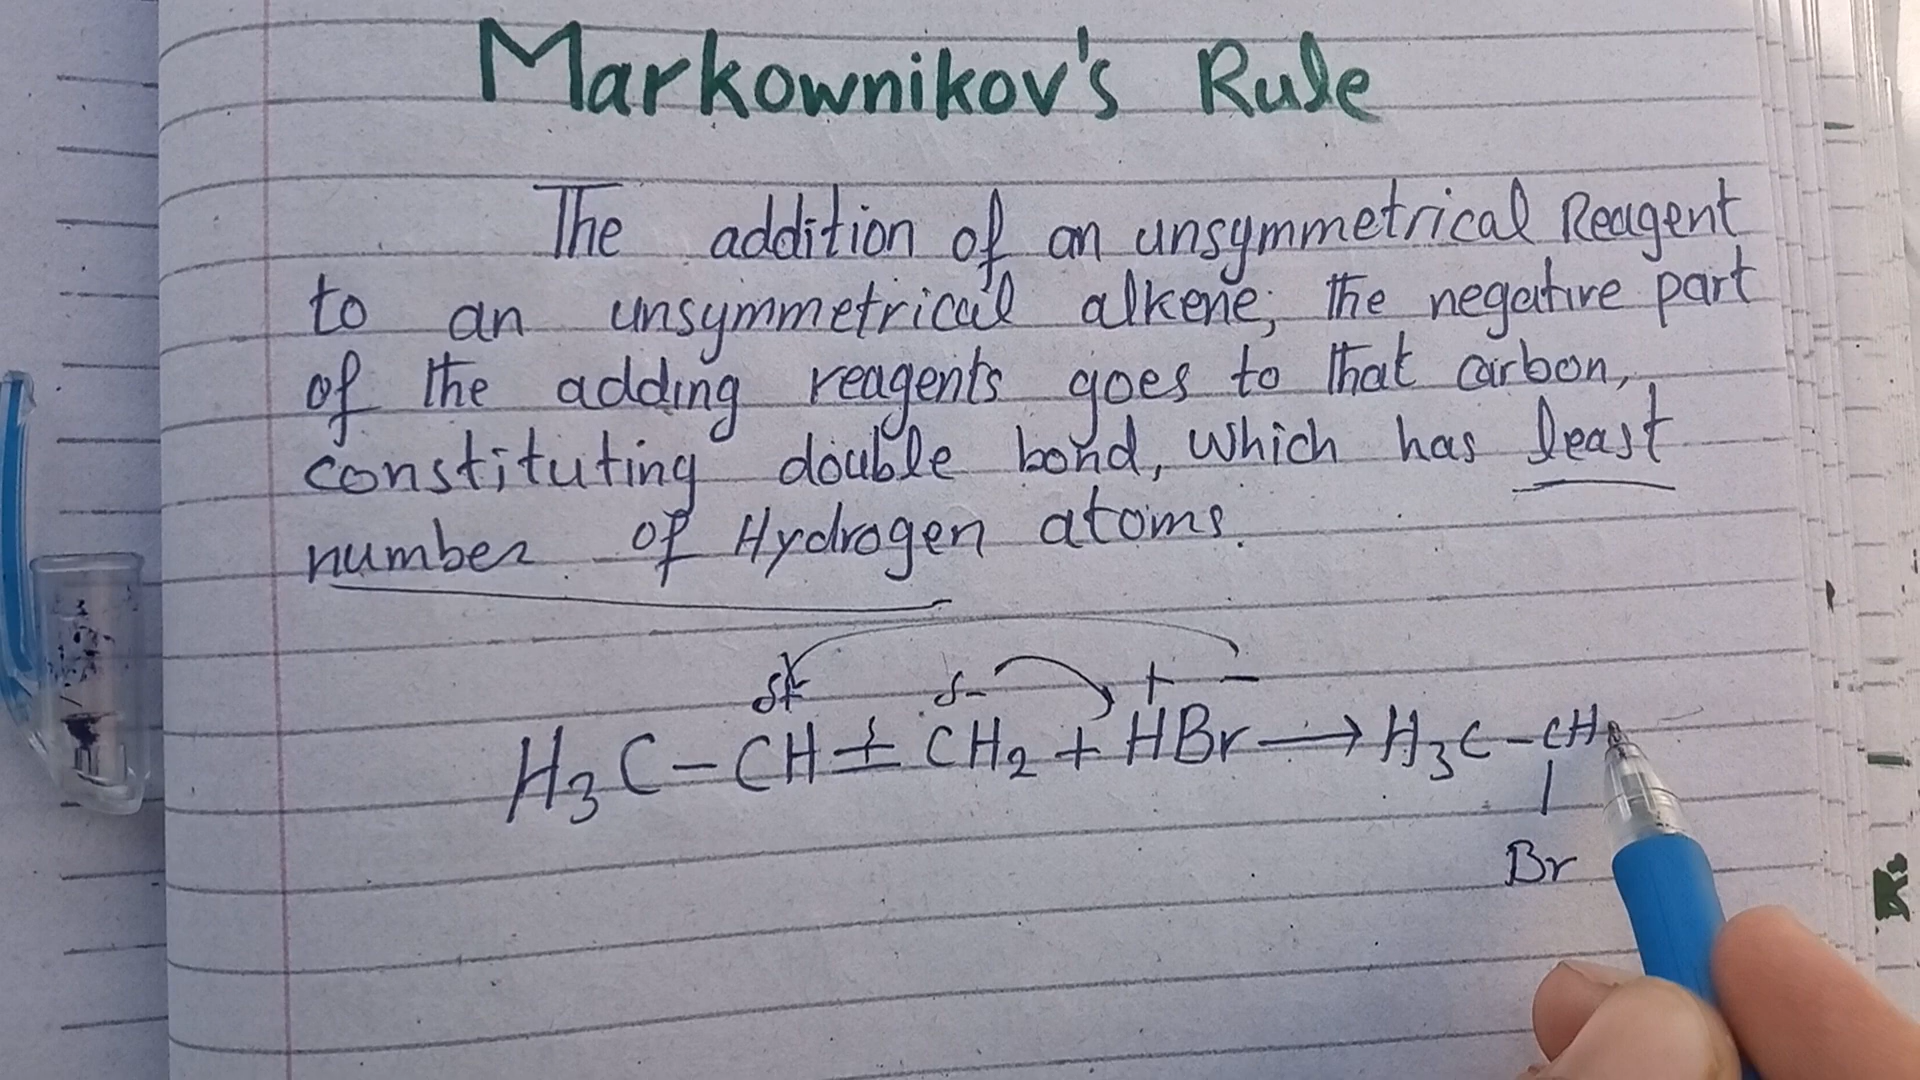 Markownikov's Rule
The addition of an unsymmetrical Reagent
to an unsymmetrical alkene; the negative part
of the adding reagents goes to that carbon,
constituting double bond, which has least
number of Hydrogen atoms.
δ+ δ- + -
H₃C-CH=CH₂+HBr→H₃C-CH
|
Br